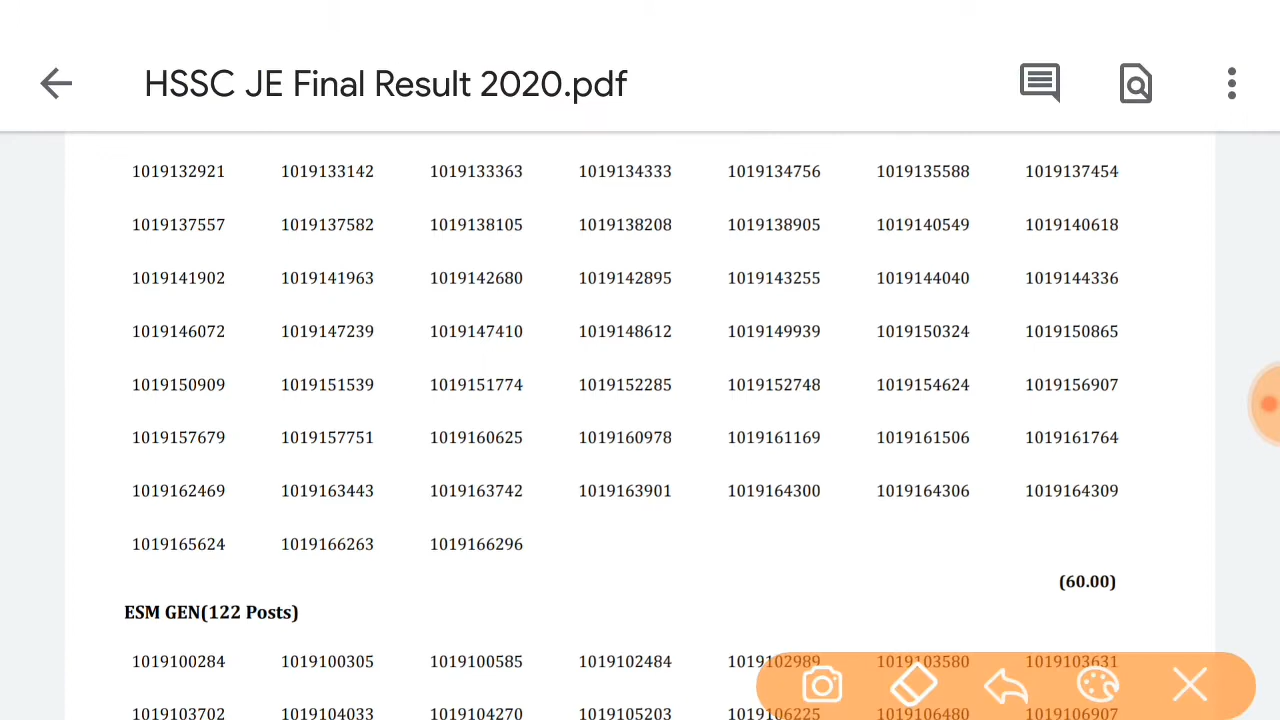 HSSC JE Final Result 2020.pdf
1019132921 1019133142 1019133363 1019134333 1019134756 1019135588 1019137454
1019137557 1019137582 1019138105 1019138208 1019138905 1019140549 1019140618
1019141902 1019141963 1019142680 1019142895 1019143255 1019144040 1019144336
1019146072 1019147239 1019147410 1019148612 1019149939 1019150324 1019150865
1019150909 1019151539 1019151774 1019152285 1019152748 1019154624 1019156907
1019157679 1019157751 1019160625 1019160978 1019161169 1019161506 1019161764
1019162469 1019163443 1019163742 1019163901 1019164300 1019164306 1019164309
1019165624 1019166263 1019166296
(60.00)
ESM GEN(122 Posts)
1019100284 1019100305 1019100585 1019102484 1019102989 1019103580 1019103631
1019103702 1019104033 1019104270 1019105203 1019106225 1019106480 1019106907